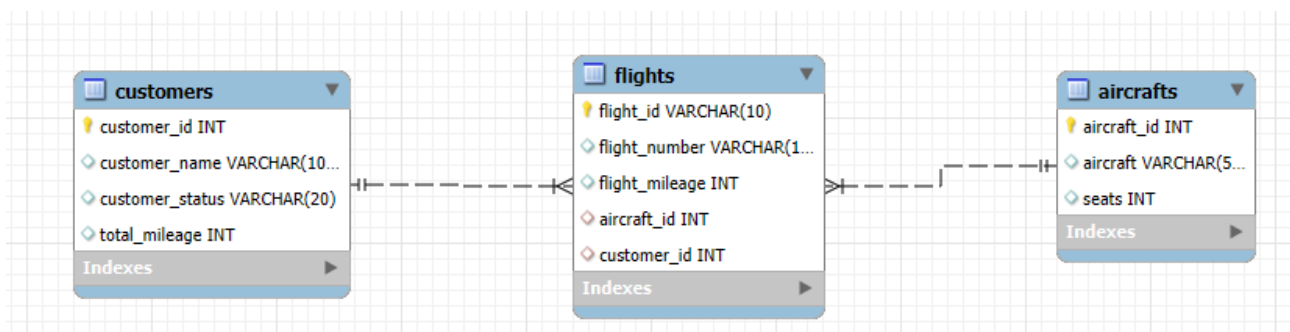 customers
customer_id INT
customer_name VARCHAR(10...
customer_status VARCHAR(20)
total_mileage INT
Indexes
flights
flight_id VARCHAR(10)
flight_number VARCHAR(1...
flight_mileage INT
aircraft_id INT
customer_id INT
Indexes
aircrafts
aircraft_id INT
aircraft VARCHAR(5...
seats INT
Indexes